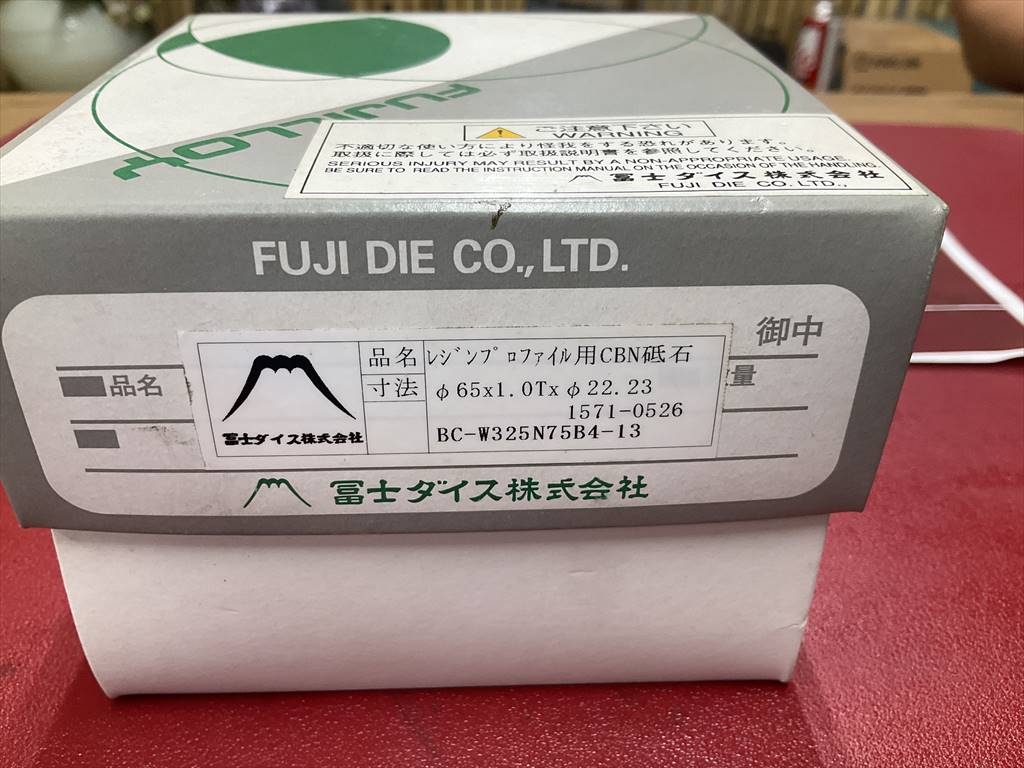 FUJILLOY
ご注意下さい
WARNING
不適切な使い方により怪我をする恐れがあります。
取扱に際しては必ず取扱説明書を参照してください。
SERIOUS INJURY MAY RESULT BY A NON-APPROPRIATE USAGE
BE SURE TO READ THE INSTRUCTION MANUAL ON THE OCCASION OF THE HANDLING
冨士ダイス株式会社
FUJI DIE CO.,LTD.,
FUJI DIE CO.,LTD.
御中
品名
量
品名 ﾚｼﾞﾝﾌﾟﾛﾌｧｲﾙ用CBN砥石
寸法 φ65x1.0Txφ22.23
1571-0526
BC-W325N75B4-13
冨士ダイス株式会社
冨士ダイス株式会社